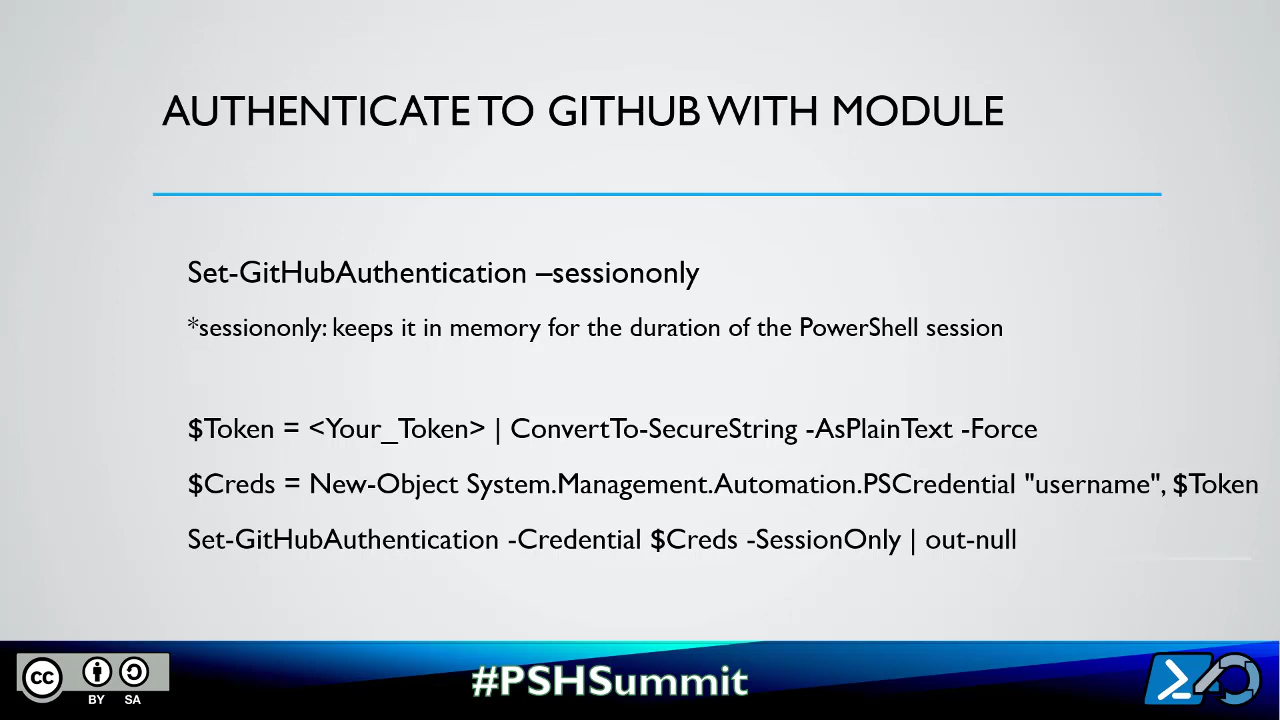 AUTHENTICATE TO GITHUB WITH MODULE
Set-GitHubAuthentication –sessiononly
*sessiononly: keeps it in memory for the duration of the PowerShell session
$Token = <Your_Token> | ConvertTo-SecureString -AsPlainText -Force
$Creds = New-Object System.Management.Automation.PSCredential "username", $Token
Set-GitHubAuthentication -Credential $Creds -SessionOnly | out-null
cc
BY SA
#PSHSummit